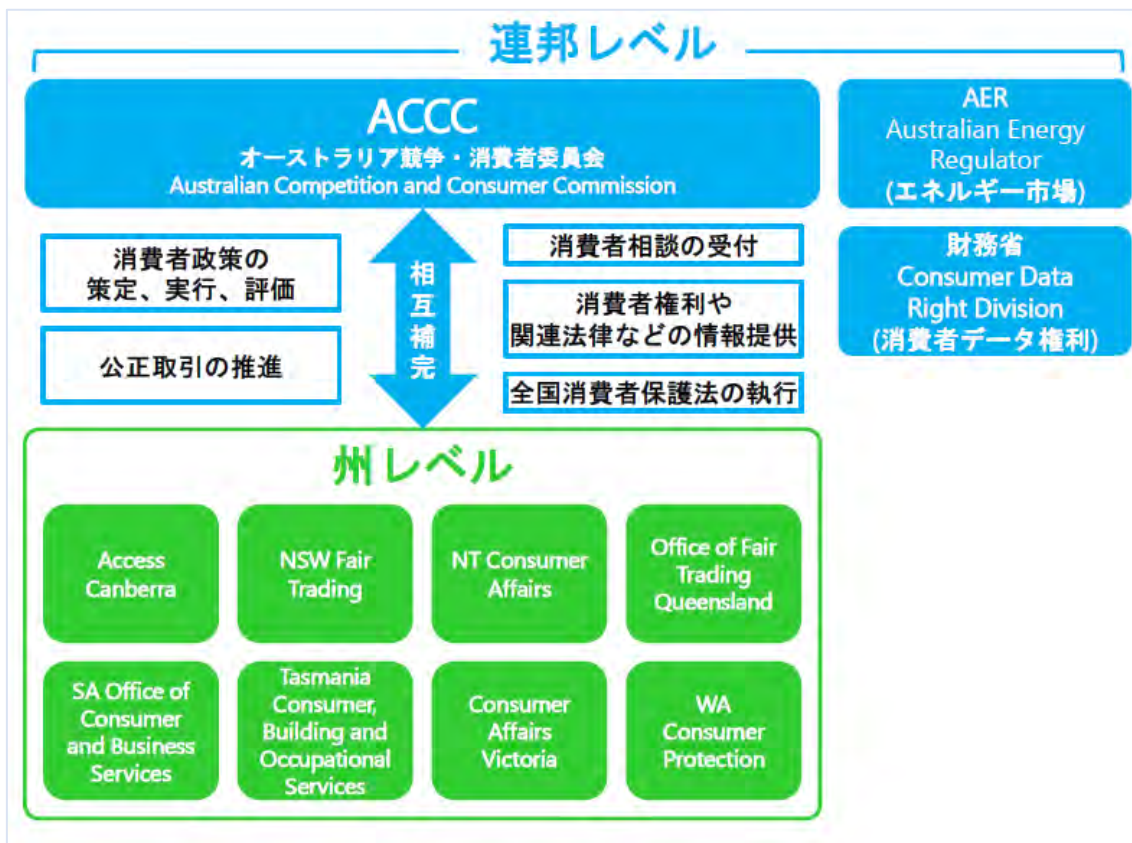 連邦レベル
ACCC
オーストラリア競争・消費者委員会
Australian Competition and Consumer Commission
AER
Australian Energy
Regulator
(エネルギー市場)
財務省
Consumer Data
Right Division
(消費者データ権利)
消費者政策の
策定、実行、評価
公正取引の推進
相
互
補
完
消費者相談の受付
消費者権利や
関連法律などの情報提供
全国消費者保護法の執行
州レベル
Access
Canberra
NSW Fair
Trading
NT Consumer
Affairs
Office of Fair
Trading
Queensland
SA Office of
Consumer
and Business
Services
Tasmania
Consumer,
Building and
Occupational
Services
Consumer
Affairs
Victoria
WA
Consumer
Protection